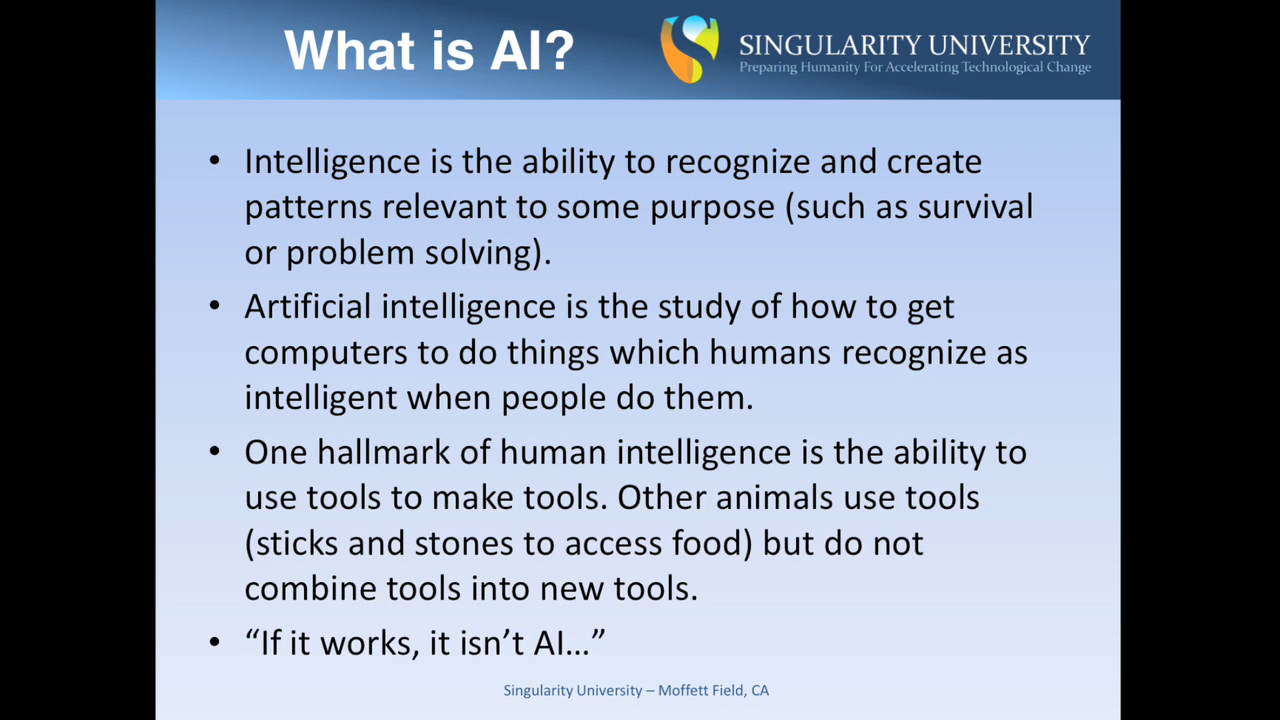 What is AI?
SINGULARITY UNIVERSITY
Preparing Humanity For Accelerating Technological Change
• Intelligence is the ability to recognize and create
patterns relevant to some purpose (such as survival
or problem solving).
• Artificial intelligence is the study of how to get
computers to do things which humans recognize as
intelligent when people do them.
• One hallmark of human intelligence is the ability to
use tools to make tools. Other animals use tools
(sticks and stones to access food) but do not
combine tools into new tools.
• “If it works, it isn’t AI…”
Singularity University – Moffett Field, CA